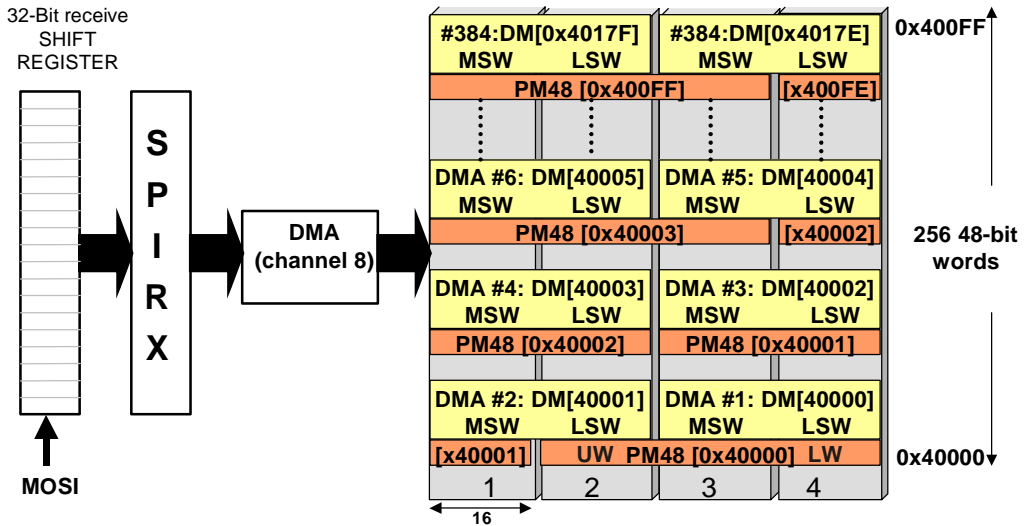 32-Bit receive
SHIFT
REGISTER
MOSI
S
P
I
R
X
DMA
(channel 8)
#384:DM[0x4017F]
MSW LSW
#384:DM[0x4017E]
MSW LSW
PM48 [0x400FF]
[x400FE]
DMA #6: DM[40005]
MSW LSW
DMA #5: DM[40004]
MSW LSW
PM48 [0x40003]
[x40002]
DMA #4: DM[40003]
MSW LSW
DMA #3: DM[40002]
MSW LSW
PM48 [0x40002]
PM48 [0x40001]
DMA #2: DM[40001]
MSW LSW
DMA #1: DM[40000]
MSW LSW
[x40001]
UW PM48 [0x40000] LW
1 2 3 4
16
0x400FF
256 48-bit
words
0x40000